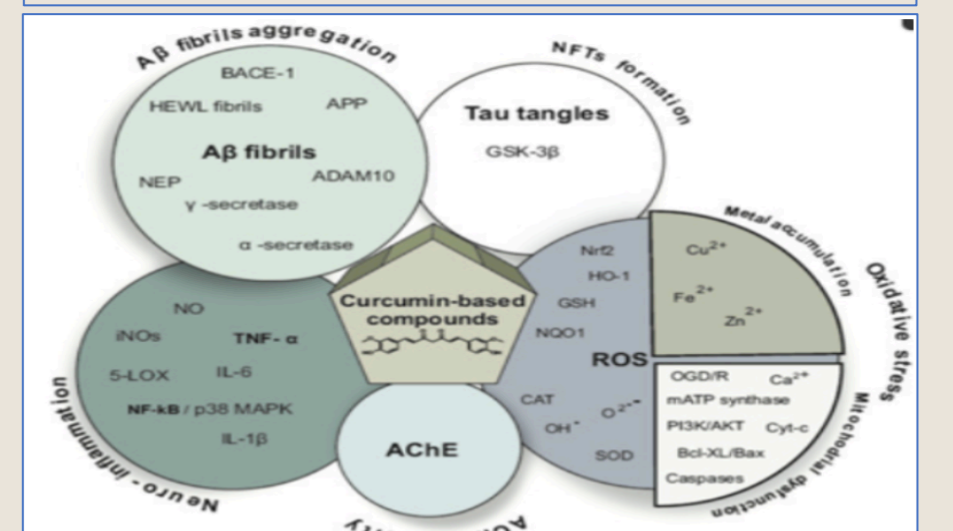 Aβ fibrils aggregation
BACE-1
HEWL fibrils
APP
Aβ fibrils
NEP
ADAM10
γ -secretase
α -secretase
NFTs formation
Tau tangles
GSK-3β
Curcumin-based
compounds
Nrf2
HO-1
GSH
NQO1
ROS
CAT
O²⁻˙
OH˙
SOD
Metal accumulation
Cu²⁺
Fe²⁺
Zn²⁺
Oxidative stress
OGD/R
Ca²⁺
mATP synthase
PI3K/AKT
Cyt-c
Bcl-XL/Bax
Caspases
Mitochodrial dysfunction
NO
iNOs
TNF- α
5-LOX
IL-6
NF-kB / p38 MAPK
IL-1β
Neuro - inflammation
AChE